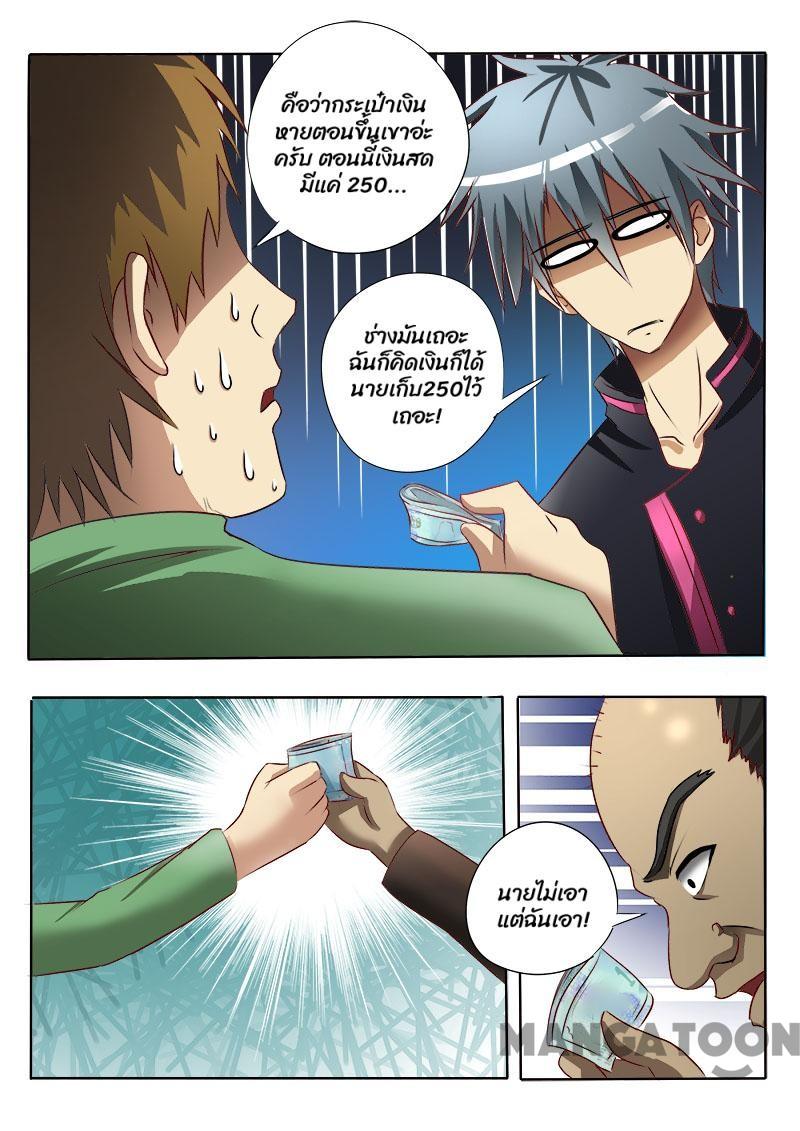 คือว่ากระเป๋าเงิน
หายตอนขึ้นเขาอ่ะ
ครับ ตอนนี้เงินสด
มีแค่ 250...
ช่างมันเถอะ
ฉันก็คิดเงินก็ได้
นายเก็บ250ไว้
เถอะ!
นายไม่เอา
แต่ฉันเอา!
MANGATOON